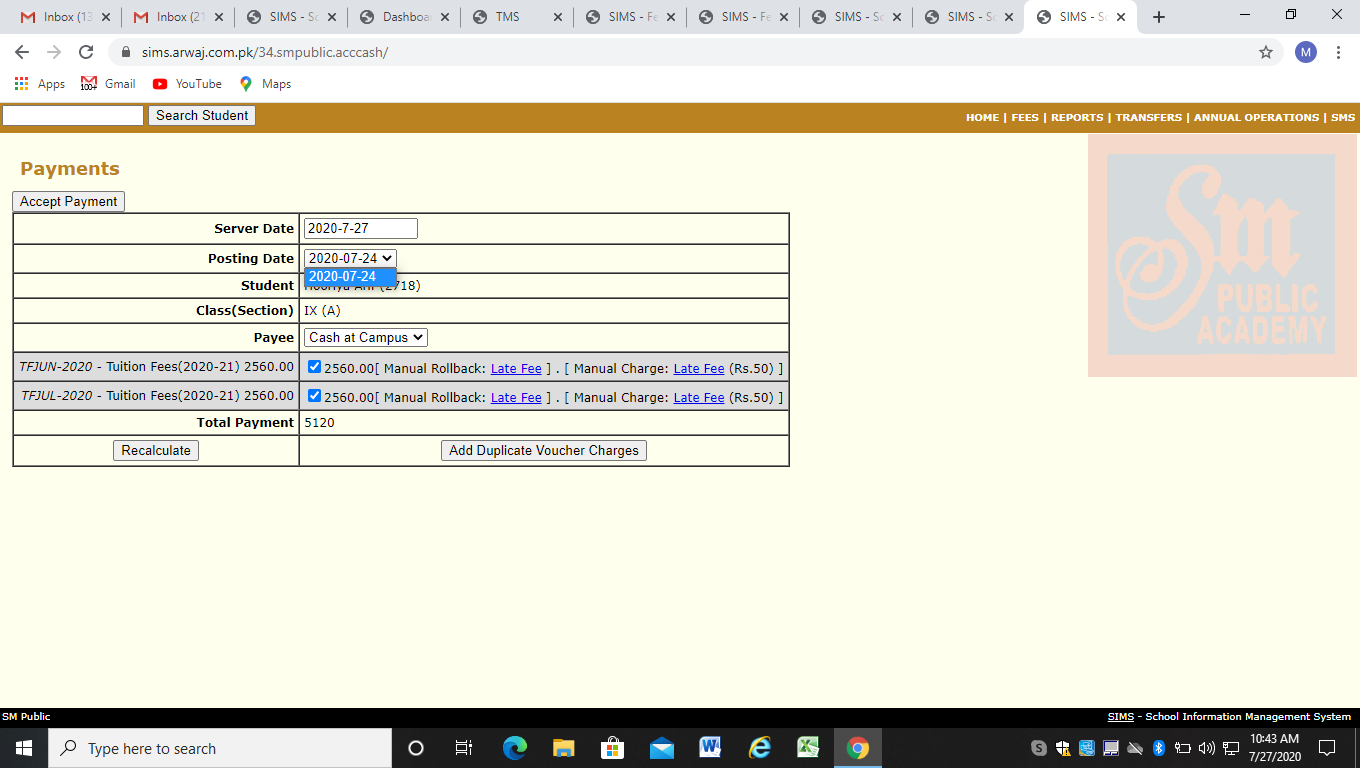 Inbox (13
Inbox (21
SIMS - Sc
Dashboa
TMS
SIMS - Fe
SIMS - Fe
SIMS - Sc
SIMS - Sc
SIMS - Sc
sims.arwaj.com.pk/34.smpublic.acccash/
M
Apps
100+
Gmail
YouTube
Maps
Search Student
HOME | FEES | REPORTS | TRANSFERS | ANNUAL OPERATIONS | SMS
Payments
Sm
PUBLIC
ACADEMY
Accept Payment
Server Date 2020-7-27
Posting Date 2020-07-24
2020-07-24
Student (2718)
Class(Section) IX (A)
Payee Cash at Campus
TFJUN-2020 - Tuition Fees(2020-21) 2560.00 2560.00[ Manual Rollback: Late Fee ] . [ Manual Charge: Late Fee (Rs.50) ]
TFJUL-2020 - Tuition Fees(2020-21) 2560.00 2560.00[ Manual Rollback: Late Fee ] . [ Manual Charge: Late Fee (Rs.50) ]
Total Payment 5120
Recalculate Add Duplicate Voucher Charges
SM Public
SIMS - School Information Management System
Type here to search
10:43 AM
7/27/2020